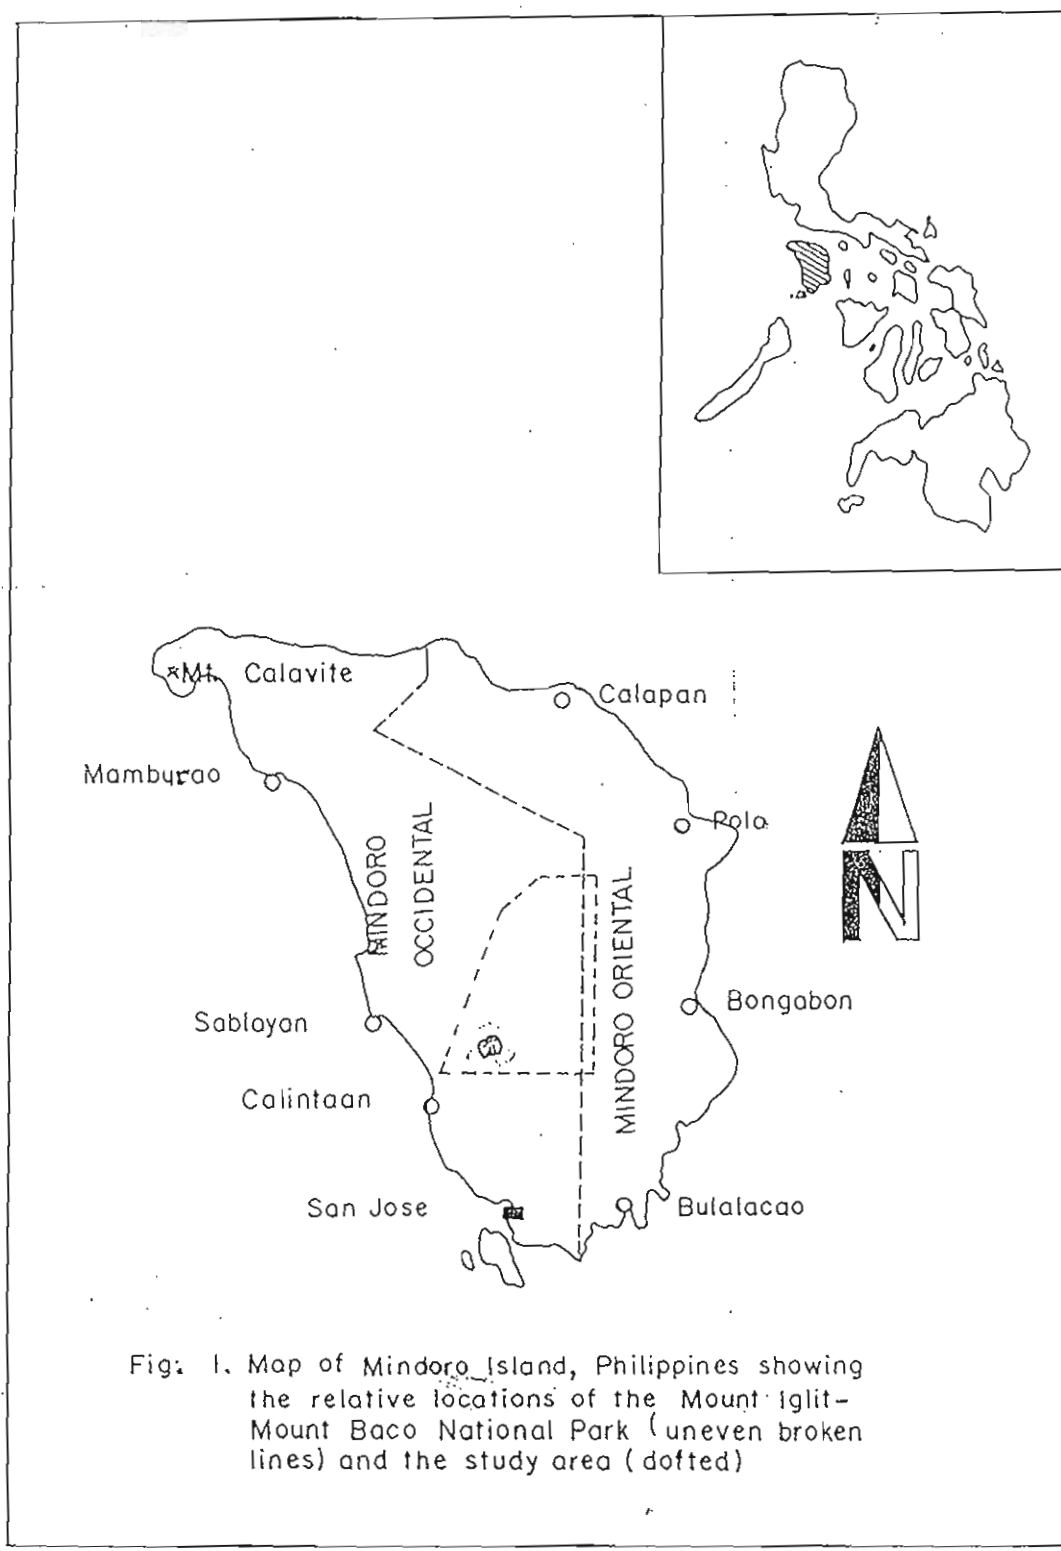 Mt. Calavite
Calapan
Mamburao
Pola
MINDORO
OCCIDENTAL
MINDORO ORIENTAL
Bongabon
Sablayan
Calintaan
San Jose
Bulalacao
N
Fig. 1. Map of Mindoro Island, Philippines showing
the relative locations of the Mount Iglit-
Mount Baco National Park (uneven broken
lines) and the study area (dotted)